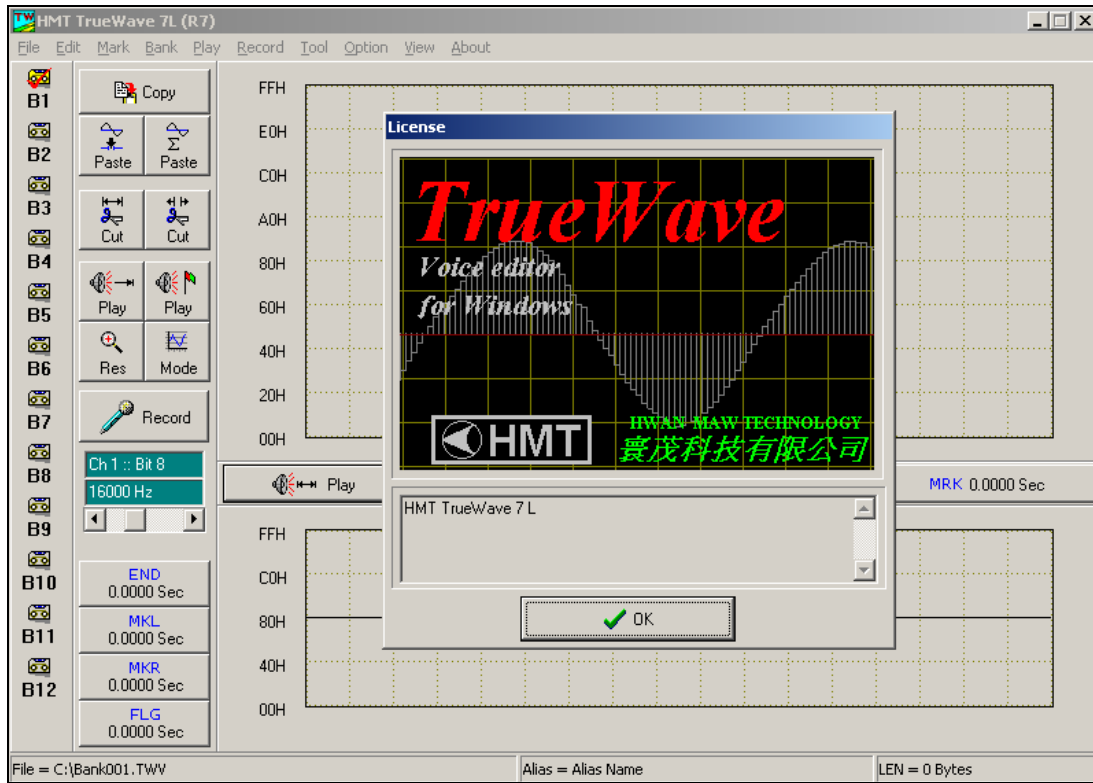 HMT TrueWave 7L (R7)
File Edit Mark Bank Play Record Tool Option View About
B1
B2
B3
B4
B5
B6
B7
B8
B9
B10
B11
B12
Copy
Paste Paste
Cut Cut
Play Play
Res Mode
Record
Ch 1 :: Bit 8
16000 Hz
END
0.0000 Sec
MKL
0.0000 Sec
MKR
0.0000 Sec
FLG
0.0000 Sec
FFH
E0H
C0H
A0H
80H
60H
40H
20H
00H
Play
MRK 0.0000 Sec
FFH
C0H
80H
40H
00H
License
TrueWave
Voice editor
for Windows
HMT
HWAN MAW TECHNOLOGY
寰茂科技有限公司
HMT TrueWave 7 L
OK
File = C:\Bank001.TWV
Alias = Alias Name
LEN = 0 Bytes